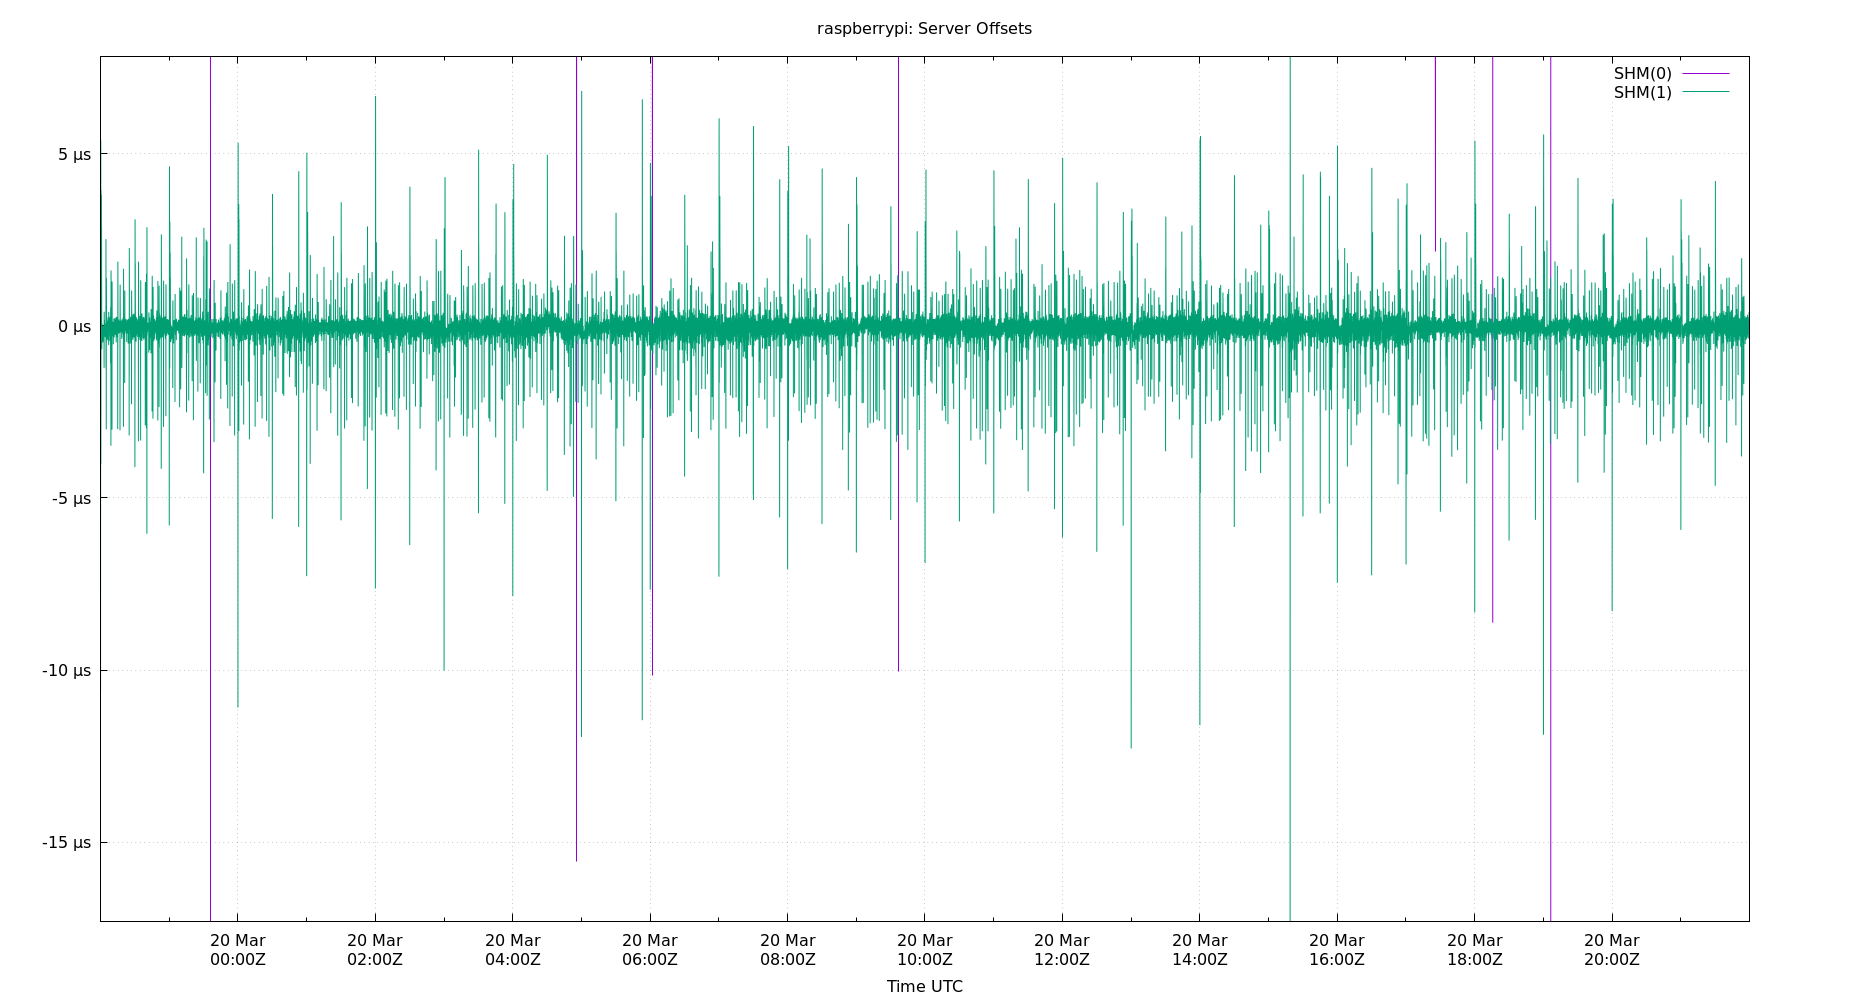 raspberrypi: Server Offsets
SHM(0)
SHM(1)
5 µs
0 µs
-5 µs
-10 µs
-15 µs
20 Mar 20 Mar 20 Mar 20 Mar 20 Mar 20 Mar 20 Mar 20 Mar 20 Mar 20 Mar 20 Mar
00:00Z 02:00Z 04:00Z 06:00Z 08:00Z 10:00Z 12:00Z 14:00Z 16:00Z 18:00Z 20:00Z
Time UTC